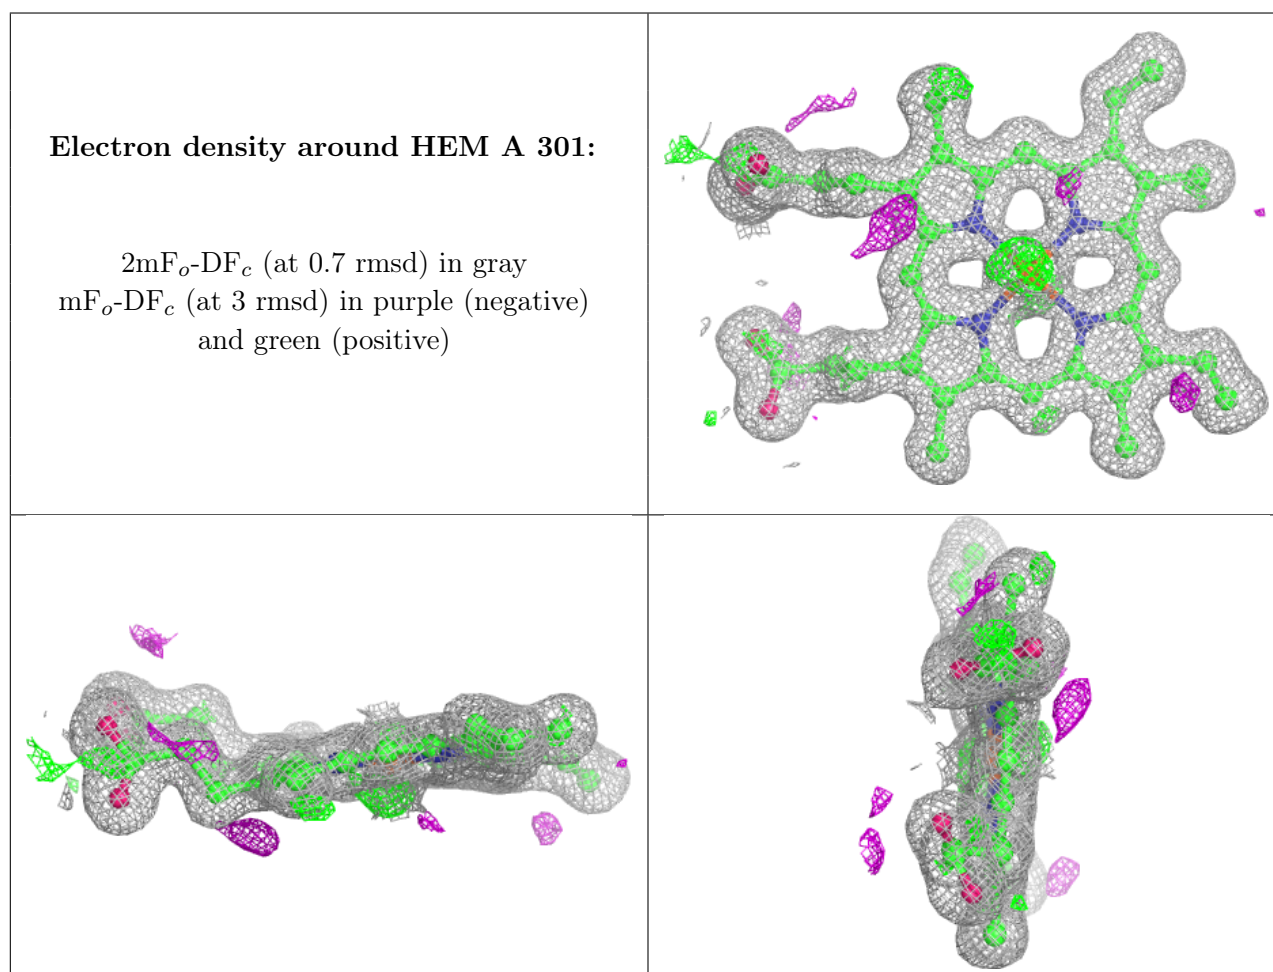 Electron density around HEM A 301:
2mFo-DFc (at 0.7 rmsd) in gray
mFo-DFc (at 3 rmsd) in purple (negative)
and green (positive)